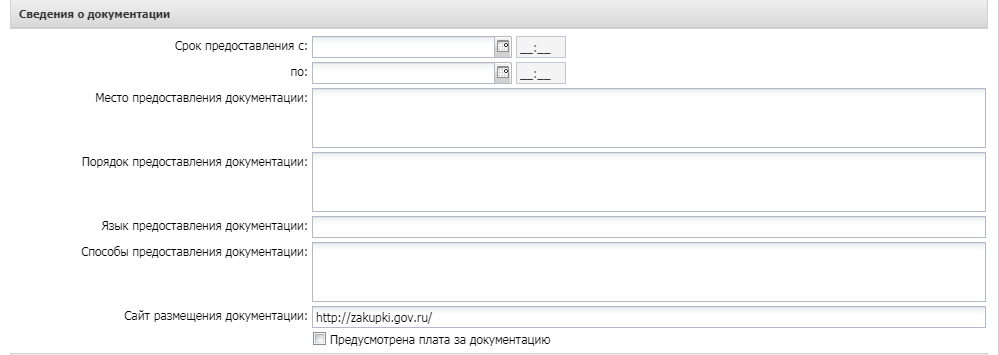 Сведения о документации
Срок предоставления с: __:__
по: __:__
Место предоставления документации:
Порядок предоставления документации:
Язык предоставления документации:
Способы предоставления документации:
Сайт размещения документации: http://zakupki.gov.ru/
Предусмотрена плата за документацию